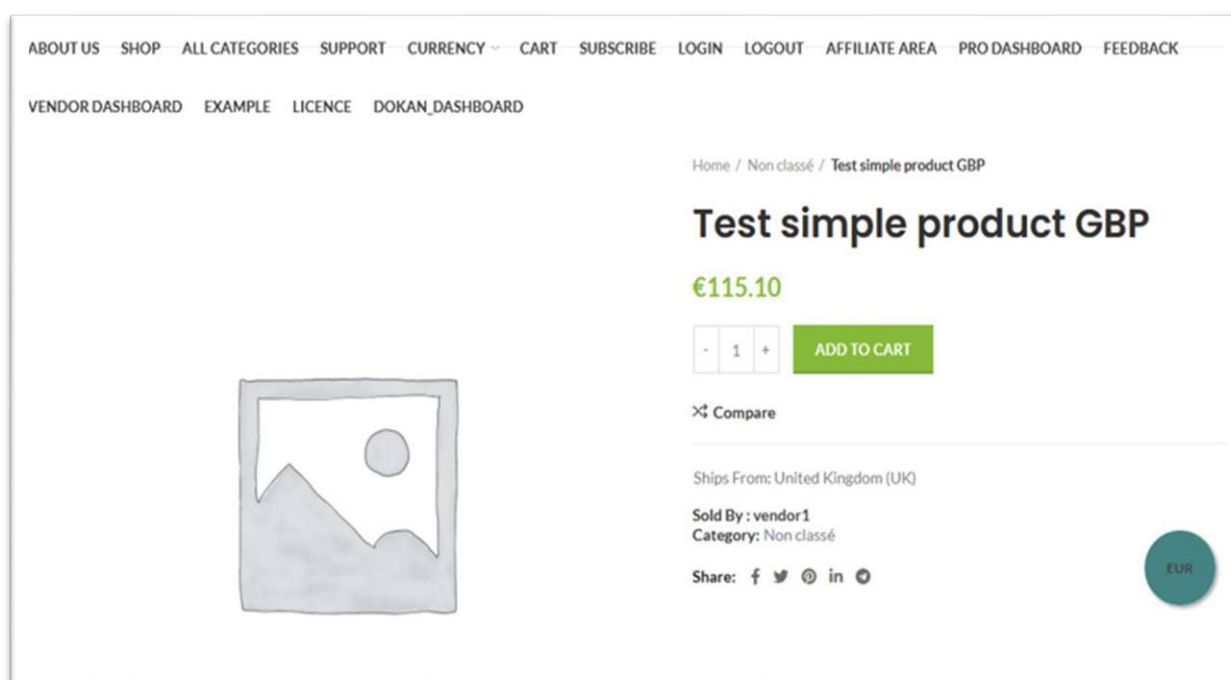 ABOUT US SHOP ALL CATEGORIES SUPPORT CURRENCY CART SUBSCRIBE LOGIN LOGOUT AFFILIATE AREA PRO DASHBOARD FEEDBACK
VENDOR DASHBOARD EXAMPLE LICENCE DOKAN_DASHBOARD
Home / Non classé / Test simple product GBP
Test simple product GBP
€115.10
- 1 + ADD TO CART
Compare
Ships From: United Kingdom (UK)
Sold By : vendor1
Category: Non classé
Share:
EUR